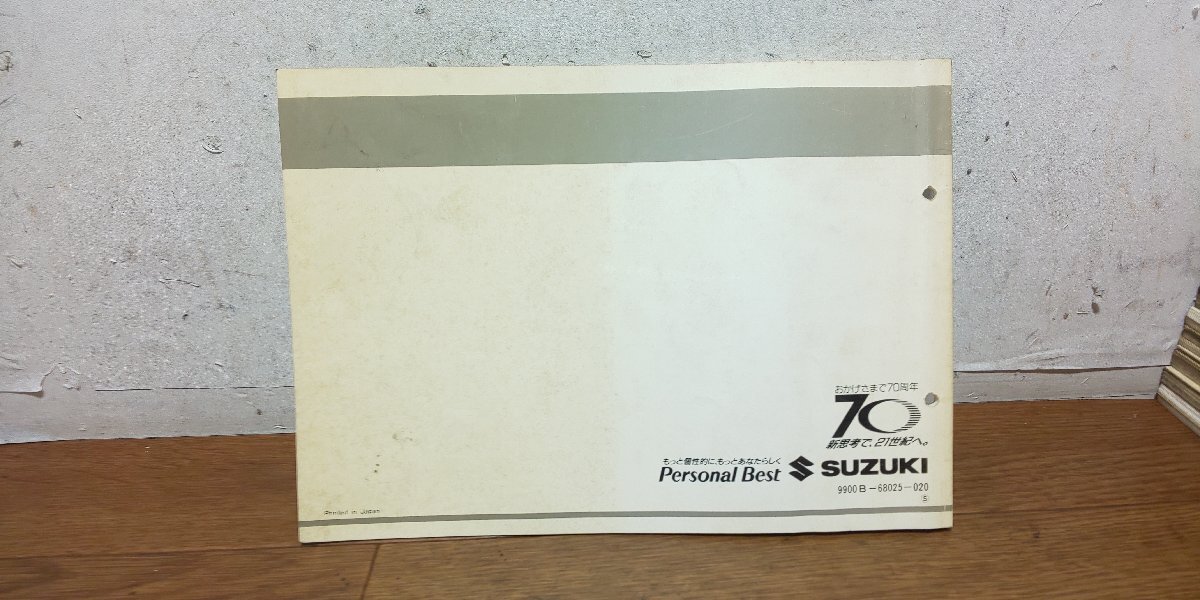 おかげさまで70周年
70
新思考で、21世紀へ。
もっと個性的に、もっとあなたらしく
Personal Best
SUZUKI
9900B-68025-020
S
Printed in Japan